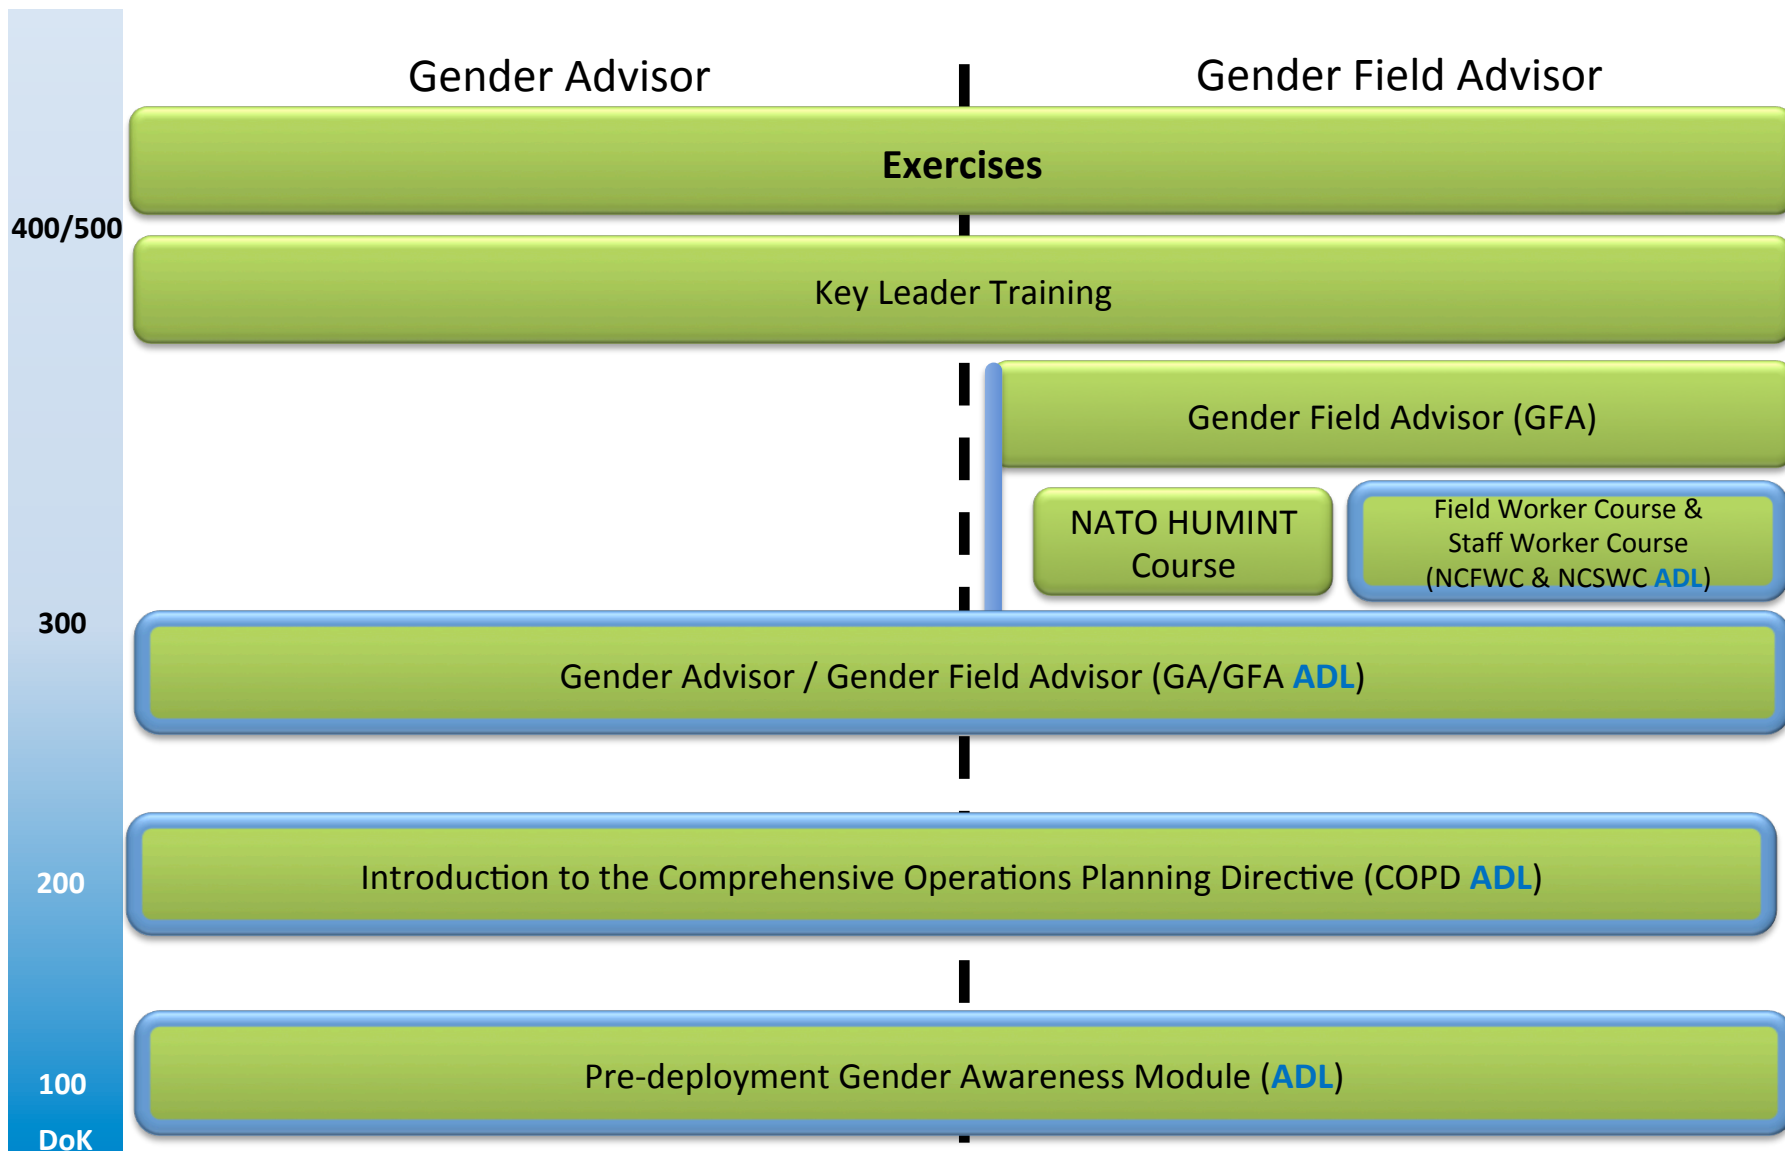 Gender Advisor
Gender Field Advisor
Exercises
400/500
Key Leader Training
Gender Field Advisor (GFA)
NATO HUMINT
Course
Field Worker Course &
Staff Worker Course
(NCFWC & NCSWC ADL)
300
Gender Advisor / Gender Field Advisor (GA/GFA ADL)
200
Introduction to the Comprehensive Operations Planning Directive (COPD ADL)
100
Pre-deployment Gender Awareness Module (ADL)
DoK